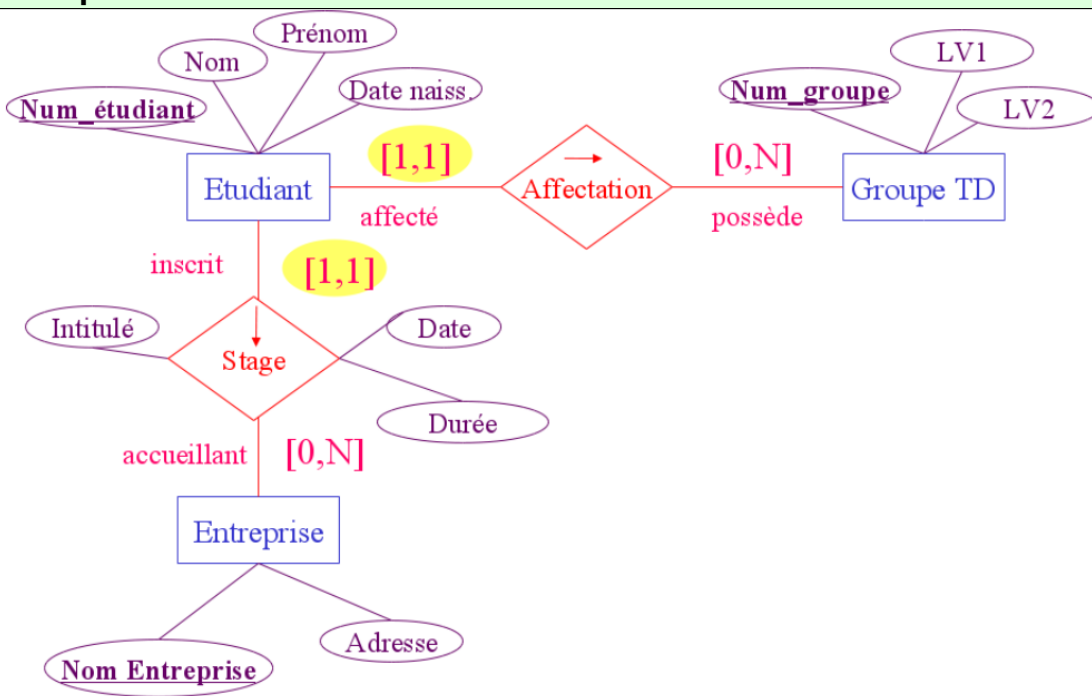 Prénom
Nom
Date naiss.
Num_étudiant
LV1
Num_groupe
LV2
[1,1]
[0,N]
Etudiant
Affectation
Groupe TD
affecté
possède
inscrit
[1,1]
Intitulé
Date
Stage
Durée
accueillant
[0,N]
Entreprise
Adresse
Nom Entreprise